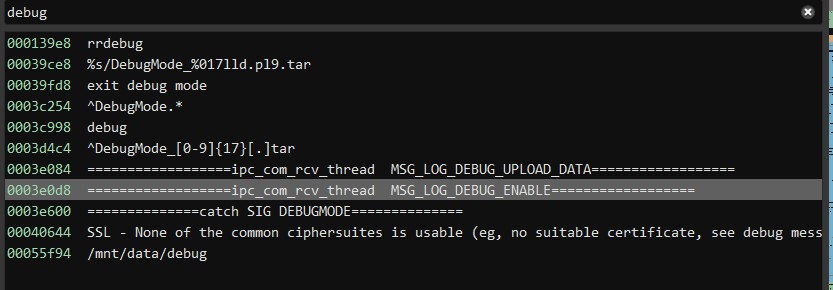 debug
000139e8 rrdebug
00039ce8 %s/DebugMode_%017lld.pl9.tar
00039fd8 exit debug mode
0003c254 ^DebugMode.*
0003c998 debug
0003d4c4 ^DebugMode_[0-9]{17}[.]tar
0003e084 ==================ipc_com_rcv_thread  MSG_LOG_DEBUG_UPLOAD_DATA==================
0003e0d8 ==================ipc_com_rcv_thread  MSG_LOG_DEBUG_ENABLE==================
0003e600 ==============catch SIG DEBUGMODE==============
00040644 SSL - None of the common ciphersuites is usable (eg, no suitable certificate, see debug mess
00055f94 /mnt/data/debug